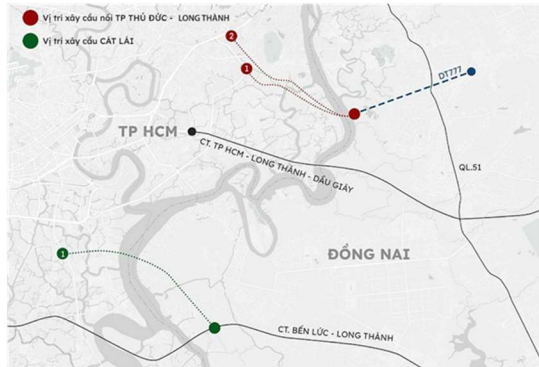 Vị trí xây cầu nối TP THỦ ĐỨC - LONG THÀNH
Vị trí xây cầu CÁT LÁI
2
1
ĐT777
TP HCM
CT. TP HCM - LONG THÀNH - DẦU GIÂY
QL.51
ĐỒNG NAI
1
CT. BẾN LỨC - LONG THÀNH